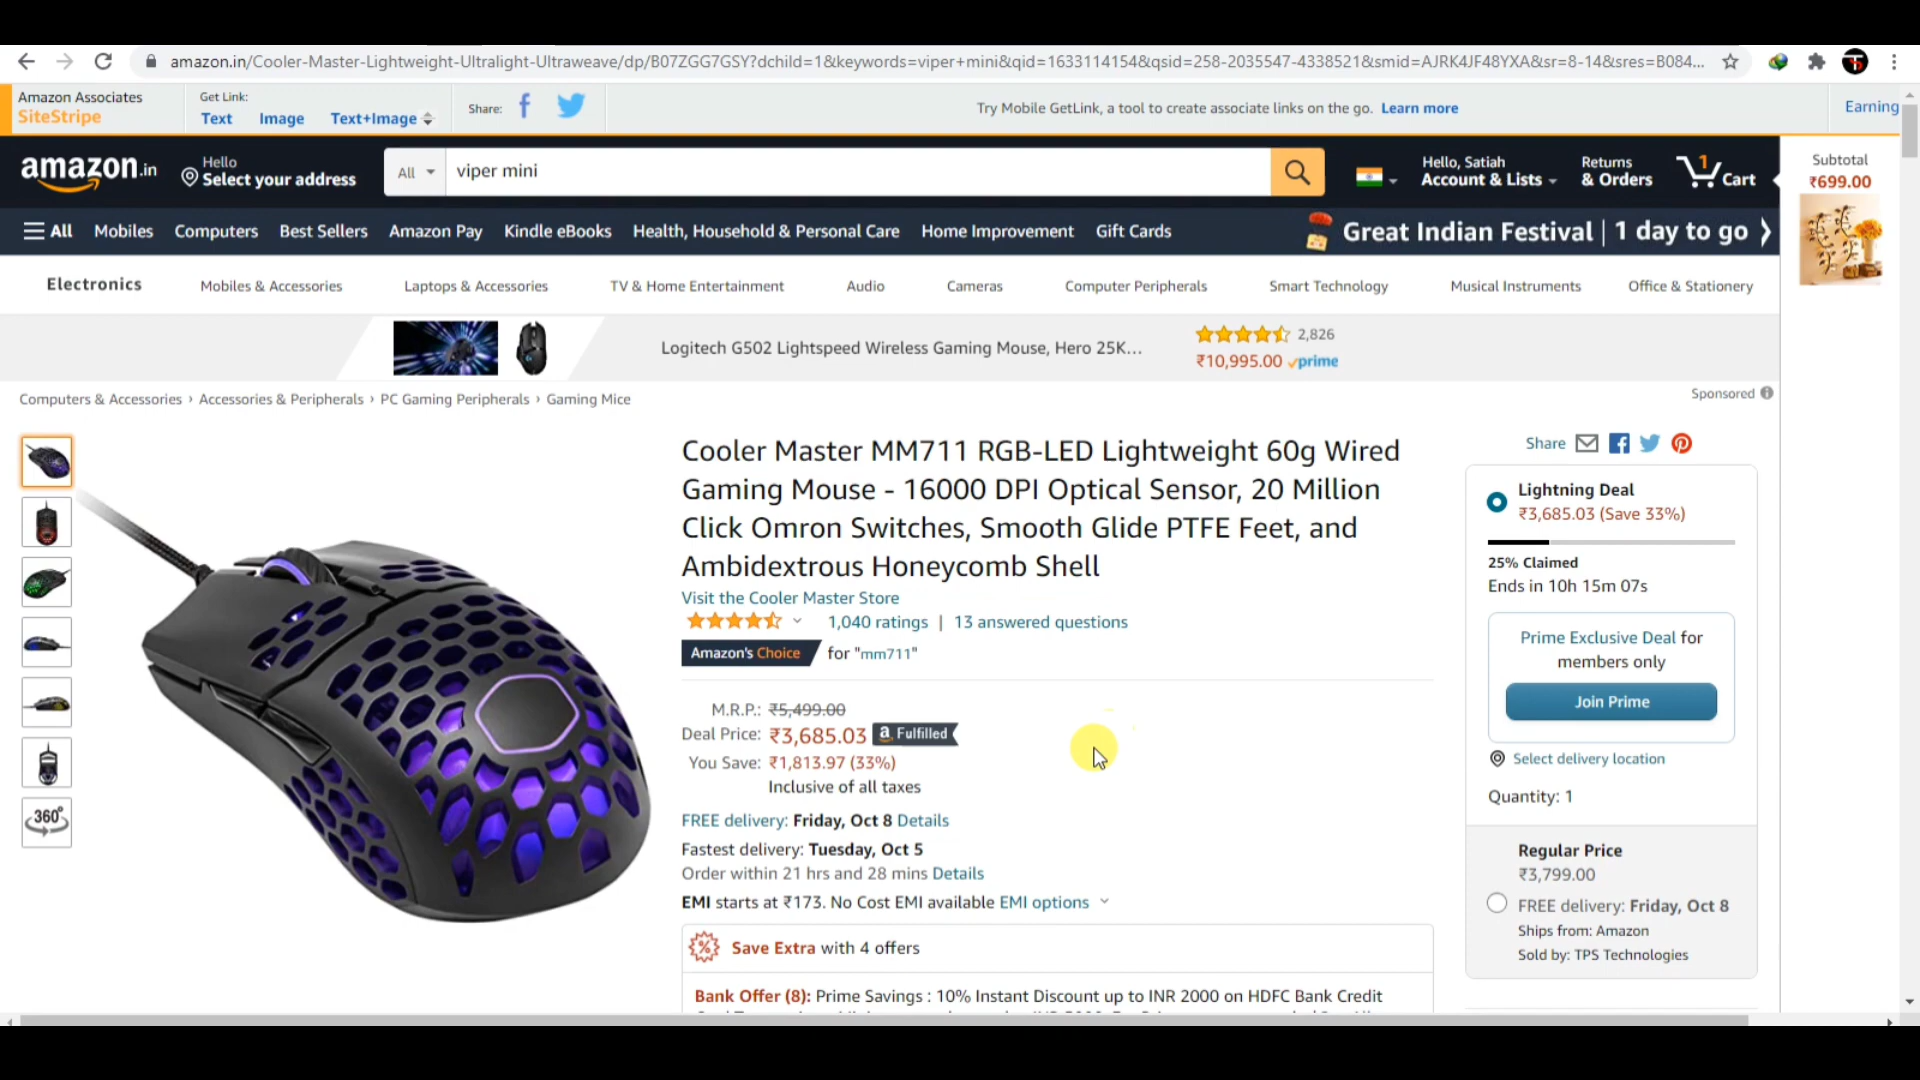 amazon.in/Cooler-Master-Lightweight-Ultralight-Ultraweave/dp/B07ZGG7GSY?dchild=1&keywords=viper+mini&qid=1633114154&qsid=258-2035547-4338521&smid=AJRK4JF48YXA&sr=8-14&sres=B084...
Amazon Associates
SiteStripe
Get Link:
Text Image Text+Image
Share:
Try Mobile GetLink, a tool to create associate links on the go. Learn more
Earning
amazon.in
Hello
Select your address
All
viper mini
Hello, Satiah
Account & Lists
Returns
& Orders
1
Cart
Subtotal
₹699.00
All Mobiles Computers Best Sellers Amazon Pay Kindle eBooks Health, Household & Personal Care Home Improvement Gift Cards
Great Indian Festival | 1 day to go
Electronics Mobiles & Accessories Laptops & Accessories TV & Home Entertainment Audio Cameras Computer Peripherals Smart Technology Musical Instruments Office & Stationery
Logitech G502 Lightspeed Wireless Gaming Mouse, Hero 25K...
2,826
₹10,995.00 prime
Sponsored
Computers & Accessories › Accessories & Peripherals › PC Gaming Peripherals › Gaming Mice
360°
Cooler Master MM711 RGB-LED Lightweight 60g Wired
Gaming Mouse - 16000 DPI Optical Sensor, 20 Million
Click Omron Switches, Smooth Glide PTFE Feet, and
Ambidextrous Honeycomb Shell
Visit the Cooler Master Store
1,040 ratings | 13 answered questions
Amazon's Choice for "mm711"
M.R.P.: ₹5,499.00
Deal Price: ₹3,685.03 a Fulfilled
You Save: ₹1,813.97 (33%)
Inclusive of all taxes
FREE delivery: Friday, Oct 8 Details
Fastest delivery: Tuesday, Oct 5
Order within 21 hrs and 28 mins Details
EMI starts at ₹173. No Cost EMI available EMI options
Save Extra with 4 offers
Bank Offer (8): Prime Savings : 10% Instant Discount up to INR 2000 on HDFC Bank Credit
Share
Lightning Deal
₹3,685.03 (Save 33%)
25% Claimed
Ends in 10h 15m 07s
Prime Exclusive Deal for
members only
Join Prime
Select delivery location
Quantity: 1
Regular Price
₹3,799.00
FREE delivery: Friday, Oct 8
Ships from: Amazon
Sold by: TPS Technologies